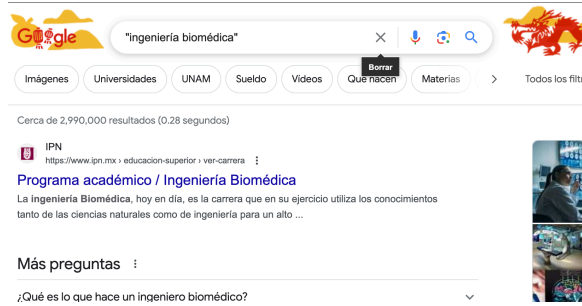 Google
"ingeniería biomédica"
Borrar
Imágenes Universidades UNAM Sueldo Vídeos Qué hacen Materias Todos los filt
Cerca de 2,990,000 resultados (0.28 segundos)
IPN
https://www.ipn.mx › educacion-superior › ver-carrera
Programa académico / Ingeniería Biomédica
La ingeniería Biomédica, hoy en día, es la carrera que en su ejercicio utiliza los conocimientos
tanto de las ciencias naturales como de ingeniería para un alto ...
Más preguntas
¿Qué es lo que hace un ingeniero biomédico?